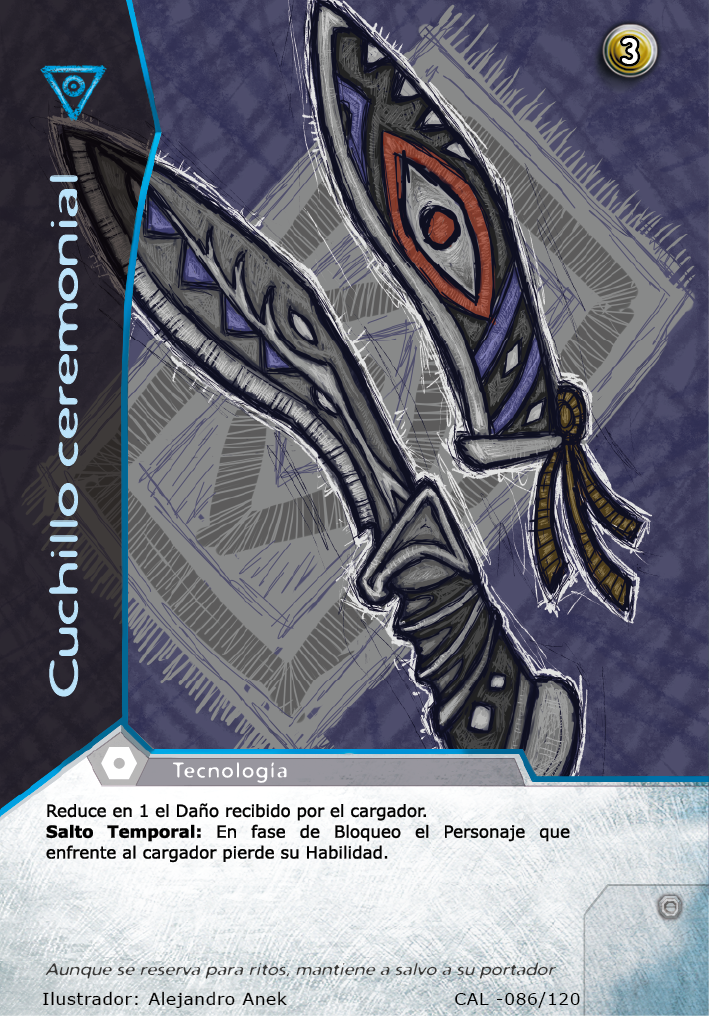 3
Cuchillo ceremonial
Tecnología
Reduce en 1 el Daño recibido por el cargador.
Salto Temporal: En fase de Bloqueo el Personaje que
enfrente al cargador pierde su Habilidad.
Aunque se reserva para ritos, mantiene a salvo a su portador
Ilustrador: Alejandro Anek CAL -086/120